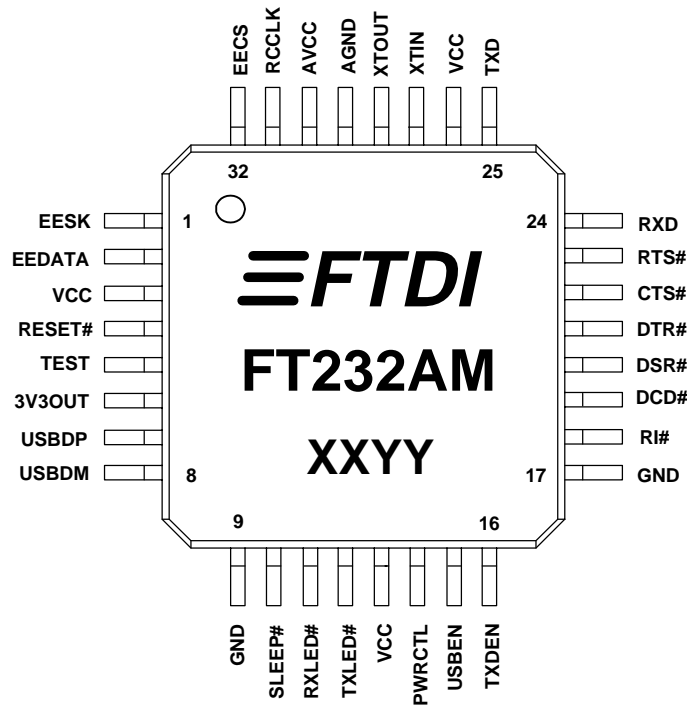 EECS
RCCLK
AVCC
AGND
XTOUT
XTIN
VCC
TXD
32
25
EESK
1
24
RXD
EEDATA
RTS#
VCC
CTS#
RESET#
DTR#
TEST
DSR#
3V3OUT
DCD#
USBDP
RI#
USBDM
8
17
GND
FTDI
FT232AM
XXYY
9
16
GND
SLEEP#
RXLED#
TXLED#
VCC
PWRCTL
USBEN
TXDEN